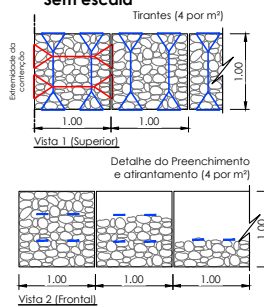 Sem escala
Tirantes (4 por m²)
Extremidade da
contenção
1.00
1.00
1.00
Vista 1 (Superior)
Detalhe do Preenchimento
e atirantamento (4 por m²)
1.00
1.00
1.00
1.00
Vista 2 (Frontal)